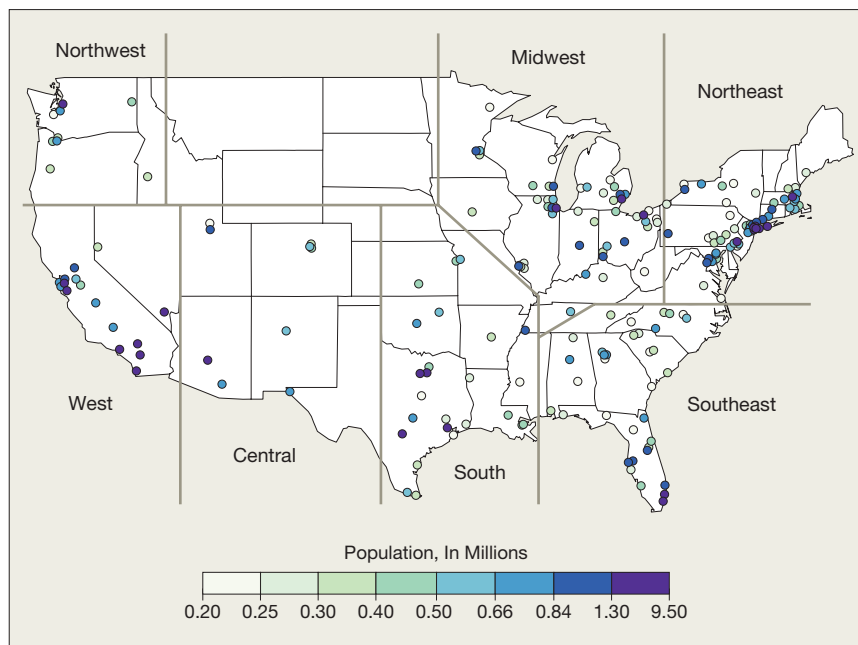 Northwest
Midwest
Northeast
West
Central
South
Southeast
Population, In Millions
0.20 0.25 0.30 0.40 0.50 0.66 0.84 1.30 9.50